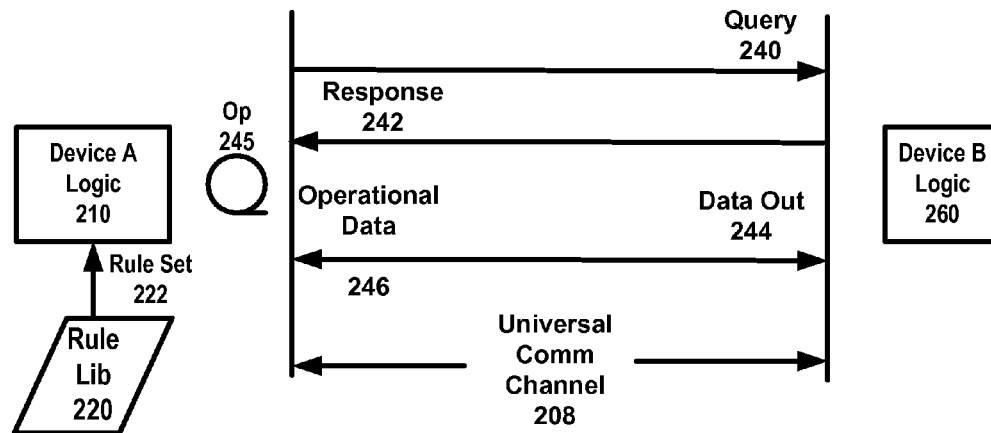 Query
240
Response
242
Op
245
Device A
Logic
210
Device B
Logic
260
Operational
Data
Data Out
244
246
Rule Set
222
Rule
Lib
220
Universal
Comm
Channel
208